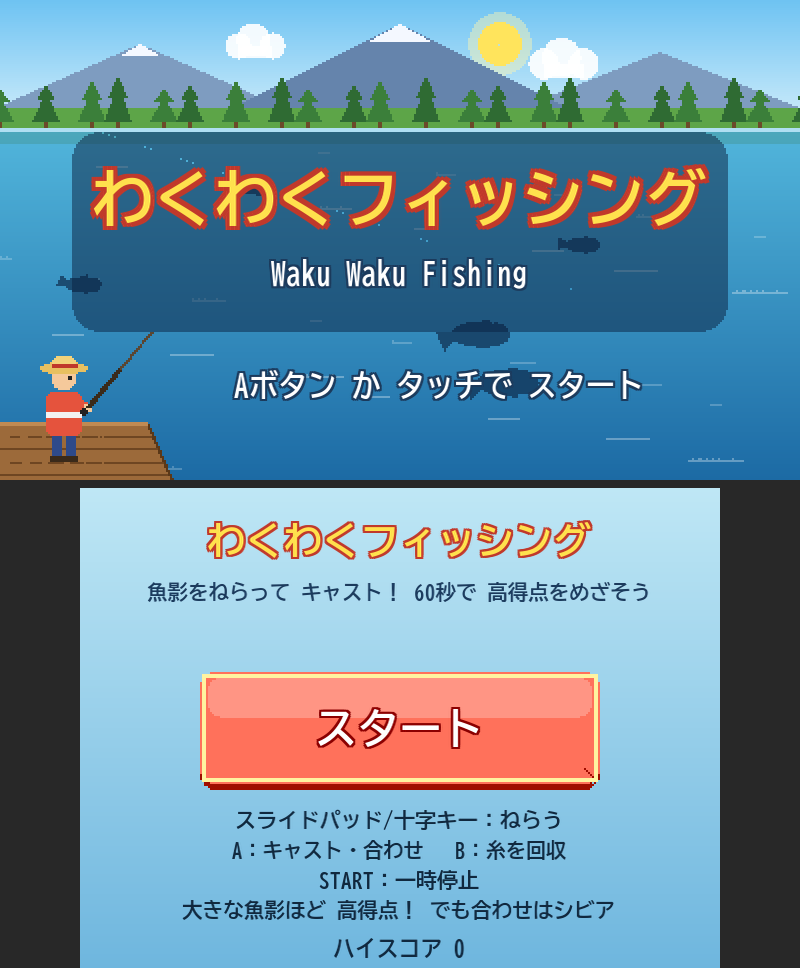 わくわくフィッシング
Waku Waku Fishing
Aボタン か タッチで スタート
わくわくフィッシング
魚影をねらって キャスト！ 60秒で 高得点をめざそう
スタート
スライドパッド/十字キー：ねらう
A：キャスト・合わせ　B：糸を回収
START：一時停止
大きな魚影ほど 高得点！ でも合わせはシビア
ハイスコア 0